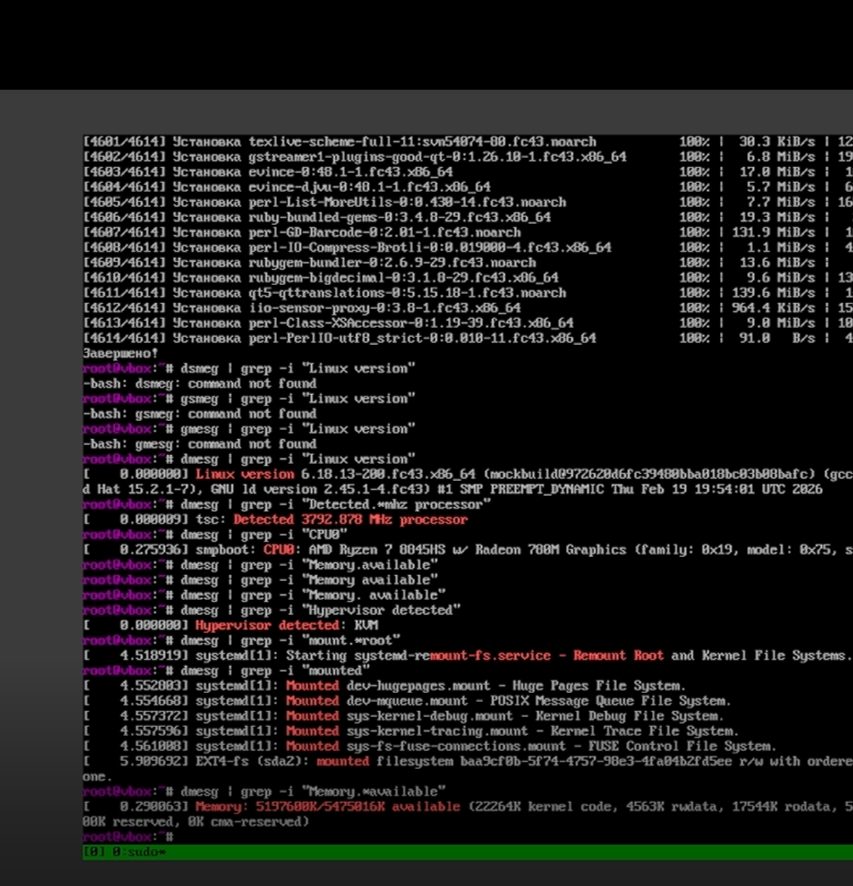 [4601/4614] Установка texlive-scheme-full-11:svn54074-80.fc43.noarch 100% | 30.3 KiB/s | 12
[4602/4614] Установка gstreamer1-plugins-good-qt-0:1.26.10-1.fc43.x86_64 100% | 6.8 MiB/s | 19
[4603/4614] Установка evince-0:48.1-1.fc43.x86_64 100% | 17.0 MiB/s | 1
[4604/4614] Установка evince-djvu-0:48.1-1.fc43.x86_64 100% | 5.7 MiB/s | 6
[4605/4614] Установка perl-List-MoreUtils-0:0.430-14.fc43.noarch 100% | 7.7 MiB/s | 16
[4606/4614] Установка ruby-bundled-gems-0:3.4.8-29.fc43.x86_64 100% | 19.3 MiB/s |
[4607/4614] Установка perl-GD-Barcode-0:2.01-1.fc43.noarch 100% | 131.9 MiB/s | 1
[4608/4614] Установка perl-IO-Compress-Brotli-0:0.019000-4.fc43.x86_64 100% | 1.1 MiB/s | 4
[4609/4614] Установка rubygem-bundler-0:2.6.9-29.fc43.noarch 100% | 13.6 MiB/s |
[4610/4614] Установка rubygem-bigdecimal-0:3.1.8-29.fc43.x86_64 100% | 9.6 MiB/s | 13
[4611/4614] Установка qt5-qttranslations-0:5.15.18-1.fc43.noarch 100% | 139.6 MiB/s | 1
[4612/4614] Установка iio-sensor-proxy-0:3.8-1.fc43.x86_64 100% | 964.4 KiB/s | 15
[4613/4614] Установка perl-Class-XSAccessor-0:1.19-39.fc43.x86_64 100% | 9.0 MiB/s | 10
[4614/4614] Установка perl-PerlIO-utf8_strict-0:0.010-11.fc43.x86_64 100% | 91.0 B/s | 4
Завершено!
root@vbox:~# dsmeg | grep -i "Linux version"
-bash: dsmeg: command not found
root@vbox:~# gsmeg | grep -i "Linux version"
-bash: gsmeg: command not found
root@vbox:~# gmesg | grep -i "Linux version"
-bash: gmesg: command not found
root@vbox:~# dmesg | grep -i "Linux version"
[    0.000000] Linux version 6.18.13-200.fc43.x86_64 (mockbuild@972620d6fc39480bba018bc03b08bafc) (gcc
d Hat 15.2.1-7), GNU ld version 2.45.1-4.fc43) #1 SMP PREEMPT_DYNAMIC Thu Feb 19 19:54:01 UTC 2026
root@vbox:~# dmesg | grep -i "Detected.*mhz processor"
[    0.000009] tsc: Detected 3792.878 MHz processor
root@vbox:~# dmesg | grep -i "CPU0"
[    0.275936] smpboot: CPU0: AMD Ryzen 7 8845HS w/ Radeon 780M Graphics (family: 0x19, model: 0x75, s
root@vbox:~# dmesg | grep -i "Memory.available"
root@vbox:~# dmesg | grep -i "Memory available"
root@vbox:~# dmesg | grep -i "Memory. available"
root@vbox:~# dmesg | grep -i "Hypervisor detected"
[    0.000000] Hypervisor detected: KVM
root@vbox:~# dmesg | grep -i "mount.*root"
[    4.518919] systemd[1]: Starting systemd-remount-fs.service - Remount Root and Kernel File Systems.
root@vbox:~# dmesg | grep -i "mounted"
[    4.552803] systemd[1]: Mounted dev-hugepages.mount - Huge Pages File System.
[    4.554668] systemd[1]: Mounted dev-mqueue.mount - POSIX Message Queue File System.
[    4.557372] systemd[1]: Mounted sys-kernel-debug.mount - Kernel Debug File System.
[    4.557596] systemd[1]: Mounted sys-kernel-tracing.mount - Kernel Trace File System.
[    4.561008] systemd[1]: Mounted sys-fs-fuse-connections.mount - FUSE Control File System.
[    5.909692] EXT4-fs (sda2): mounted filesystem baa9cf0b-5f74-4757-98e3-4fa04b2fd5ee r/w with ordere
one.
root@vbox:~# dmesg | grep -i "Memory.*available"
[    0.290063] Memory: 5197600K/5475016K available (22264K kernel code, 4563K rwdata, 17544K rodata, 5
00K reserved, 0K cma-reserved)
root@vbox:~#
[0] 0:sudo*